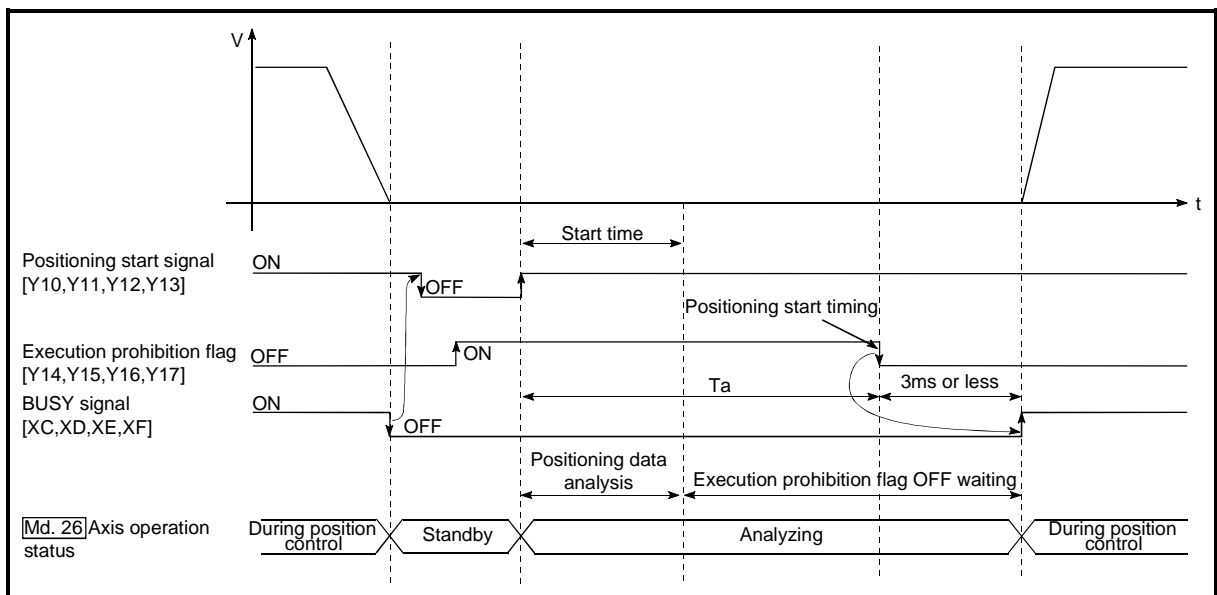 V
t
Start time
Positioning start signal
[Y10,Y11,Y12,Y13]
ON
OFF
Positioning start timing
Execution prohibition flag
[Y14,Y15,Y16,Y17]
OFF
ON
Ta
3ms or less
BUSY signal
[XC,XD,XE,XF]
ON
OFF
Positioning data
analysis
Execution prohibition flag OFF waiting
Md. 26 Axis operation
status
During position
control
Standby
Analyzing
During position
control